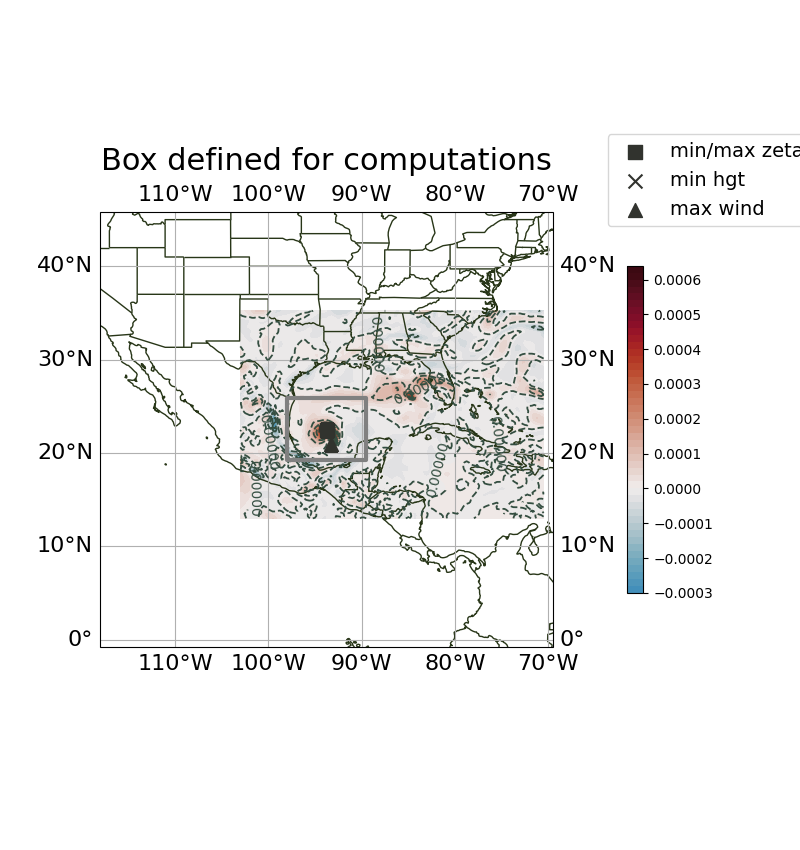 Box defined for computations
min/max zeta
min hgt
max wind
110°W 100°W 90°W 80°W 70°W
40°N 40°N
30°N 30°N
20°N 20°N
10°N 10°N
0° 0°
110°W 100°W 90°W 80°W 70°W
0.0006
0.0005
0.0004
0.0003
0.0002
0.0001
0.0000
−0.0001
−0.0002
−0.0003